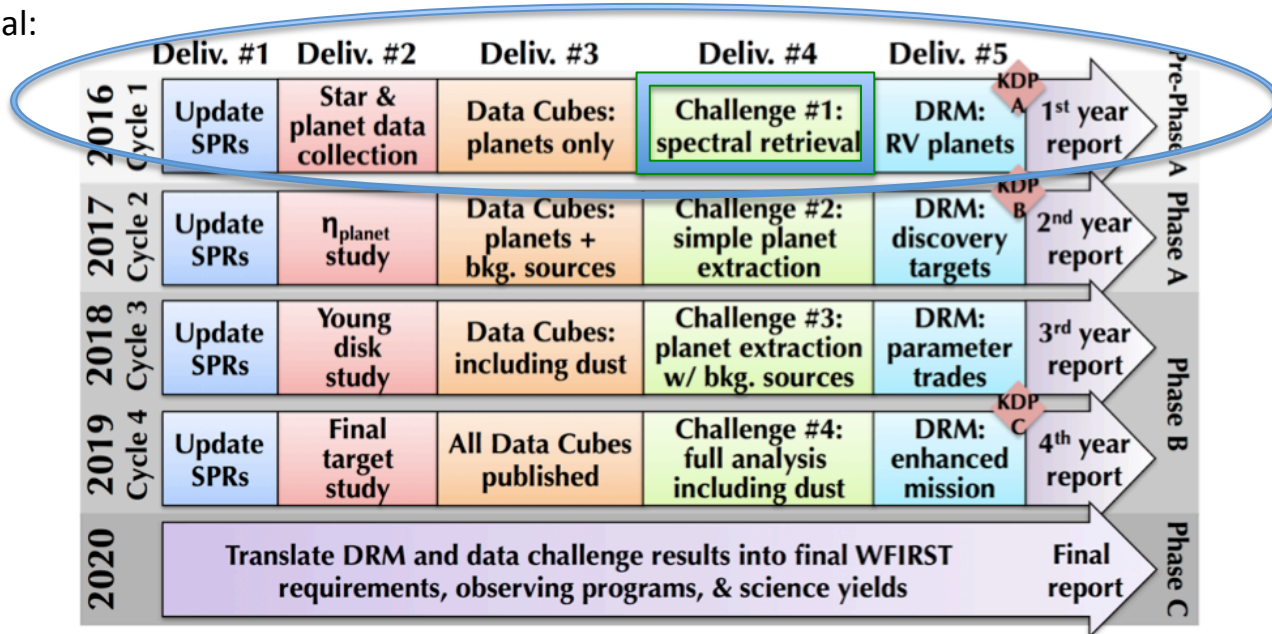 al:
Deliv. #1 Deliv. #2 Deliv. #3 Deliv. #4 Deliv. #5
2016
Cycle 1
Update
SPRs
Star &
planet data
collection
Data Cubes:
planets only
Challenge #1:
spectral retrieval
DRM:
RV planets
KDP
A
1st year
report
Pre-Phase A
2017
Cycle 2
Update
SPRs
ηplanet
study
Data Cubes:
planets +
bkg. sources
Challenge #2:
simple planet
extraction
DRM:
discovery
targets
KDP
B
2nd year
report
Phase A
2018
Cycle 3
Update
SPRs
Young
disk
study
Data Cubes:
including dust
Challenge #3:
planet extraction
w/ bkg. sources
DRM:
parameter
trades
3rd year
report
Phase B
2019
Cycle 4
Update
SPRs
Final
target
study
All Data Cubes
published
Challenge #4:
full analysis
including dust
DRM:
enhanced
mission
KDP
C
4th year
report
2020
Translate DRM and data challenge results into final WFIRST
requirements, observing programs, & science yields
Final
report
Phase C